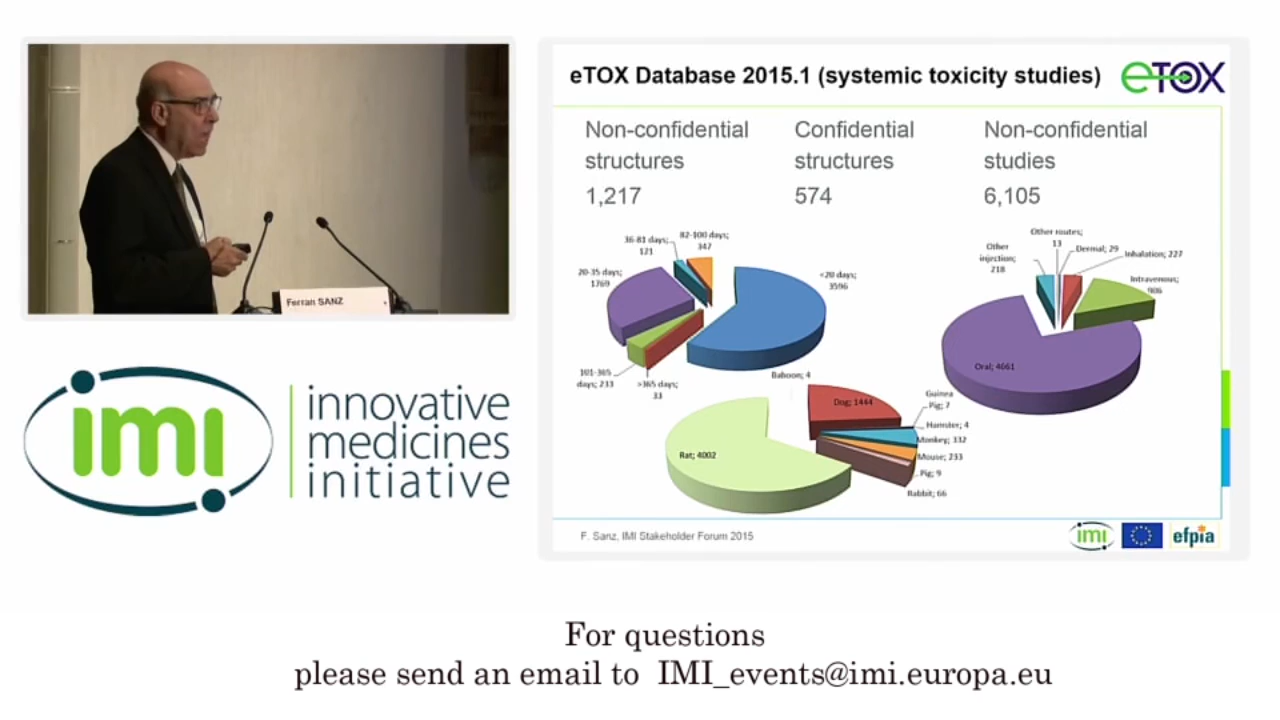 Ferran SANZ
imi
innovative
medicines
initiative
eTOX Database 2015.1 (systemic toxicity studies)
eTOX
Non-confidential
structures
1,217
Confidential
structures
574
Non-confidential
studies
6,105
36-81 days;
121
82-100 days;
347
20-35 days;
1769
<20 days;
3596
101-365
days; 233
>365 days;
33
Other
injection;
218
Other routes;
13
Dermal; 29
Inhalation; 227
Intravenous;
906
Oral; 4661
Baboon; 4
Dog; 1444
Guinea
Pig; 7
Hamster; 4
Monkey; 332
Mouse; 233
Pig; 9
Rabbit; 66
Rat; 4002
F. Sanz, IMI Stakeholder Forum 2015
imi
efpia
For questions
please send an email to IMI_events@imi.europa.eu